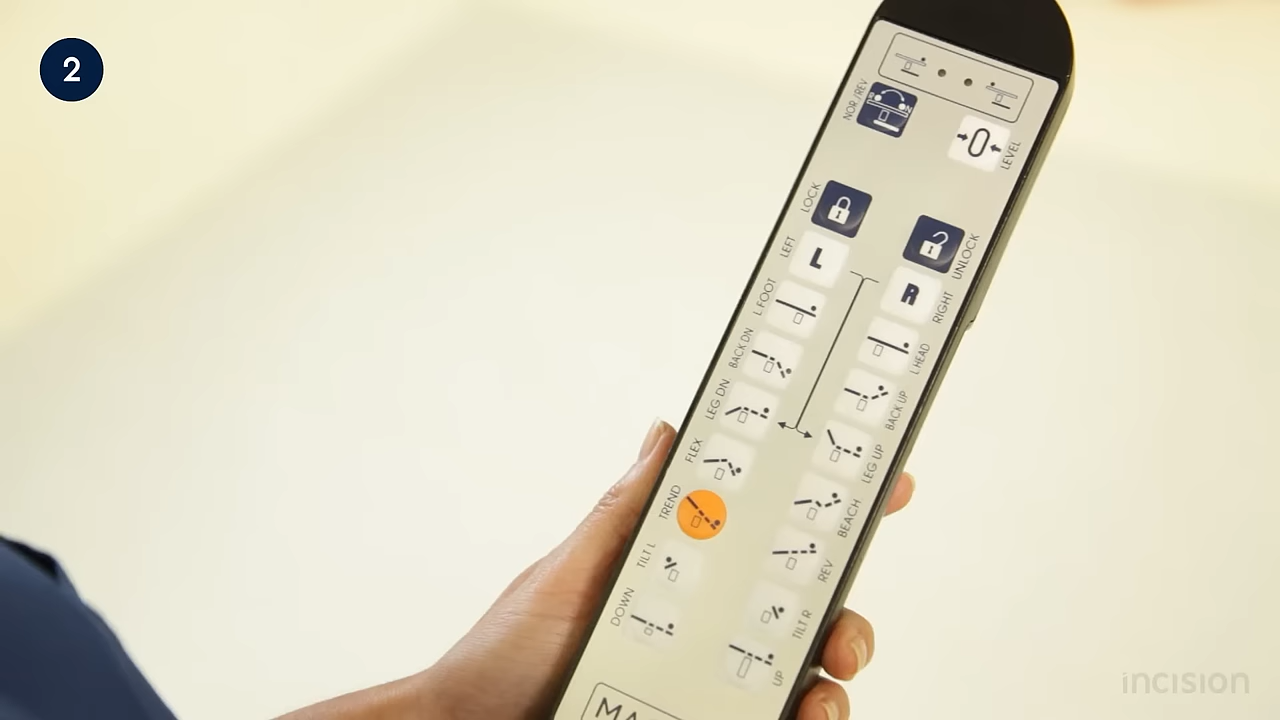 2
NOR /REV
LEVEL
0
LOCK
UNLOCK
LEFT
L
R
RIGHT
L FOOT
L HEAD
BACK DN
BACK UP
LEG DN
LEG UP
FLEX
BEACH
TREND
REV
TILT L
TILT R
DOWN
UP
incision